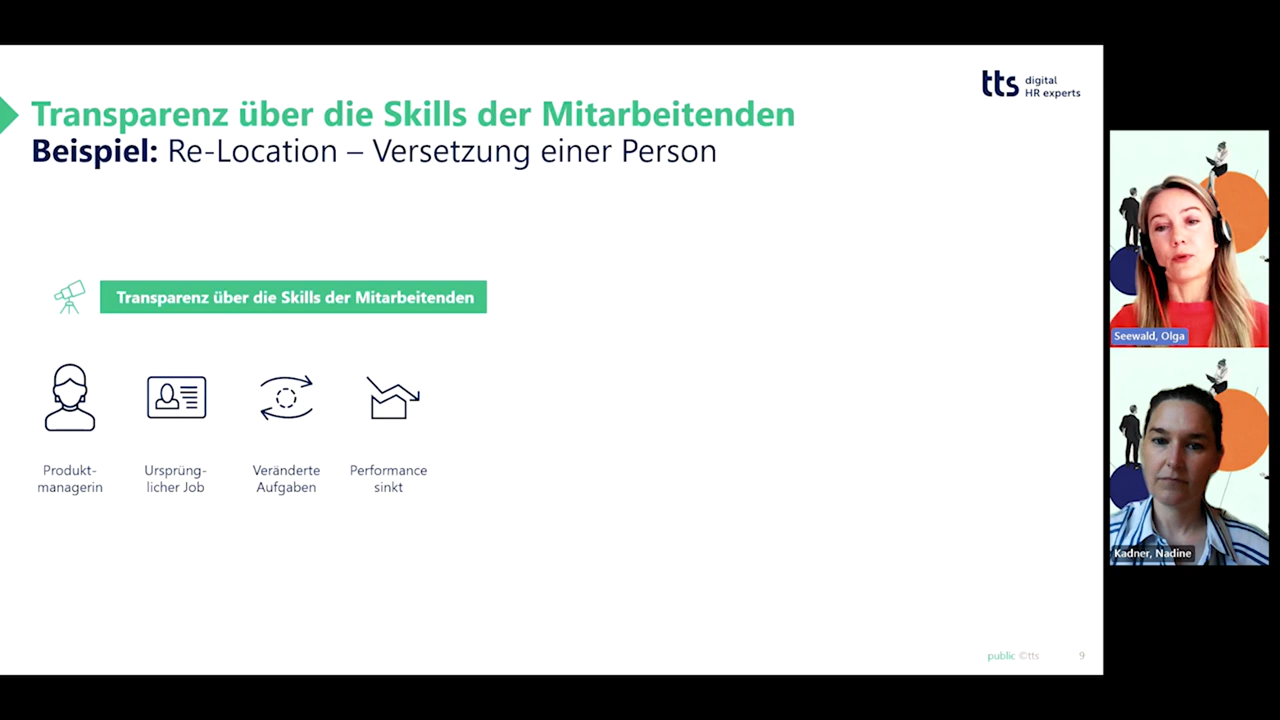 tts digital
HR experts
Transparenz über die Skills der Mitarbeitenden
Beispiel: Re-Location – Versetzung einer Person
Transparenz über die Skills der Mitarbeitenden
Produkt-
managerin
Ursprüng-
licher Job
Veränderte
Aufgaben
Performance
sinkt
public ©tts
9
Seewald, Olga
Kadner, Nadine